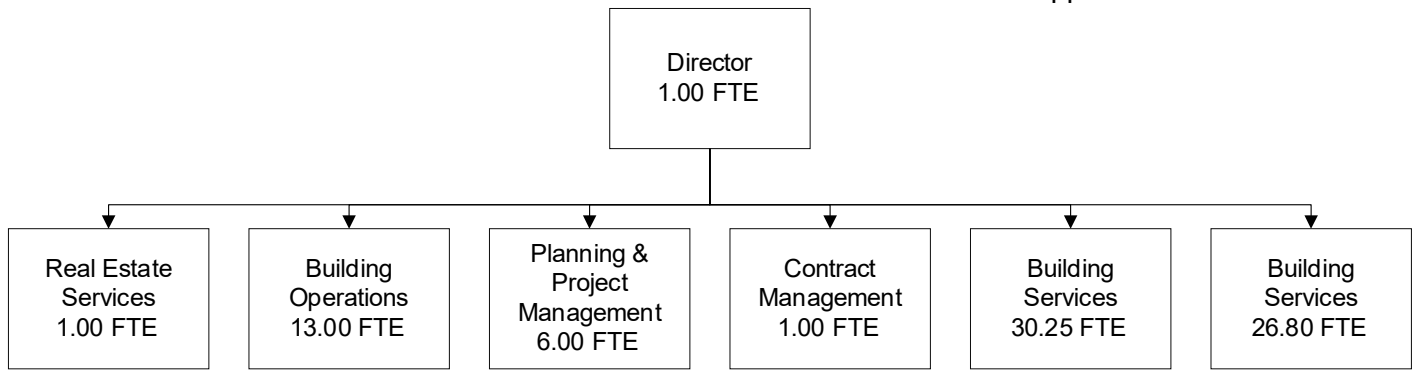 Director
1.00 FTE
Real Estate
Services
1.00 FTE
Building
Operations
13.00 FTE
Planning &
Project
Management
6.00 FTE
Contract
Management
1.00 FTE
Building
Services
30.25 FTE
Building
Services
26.80 FTE